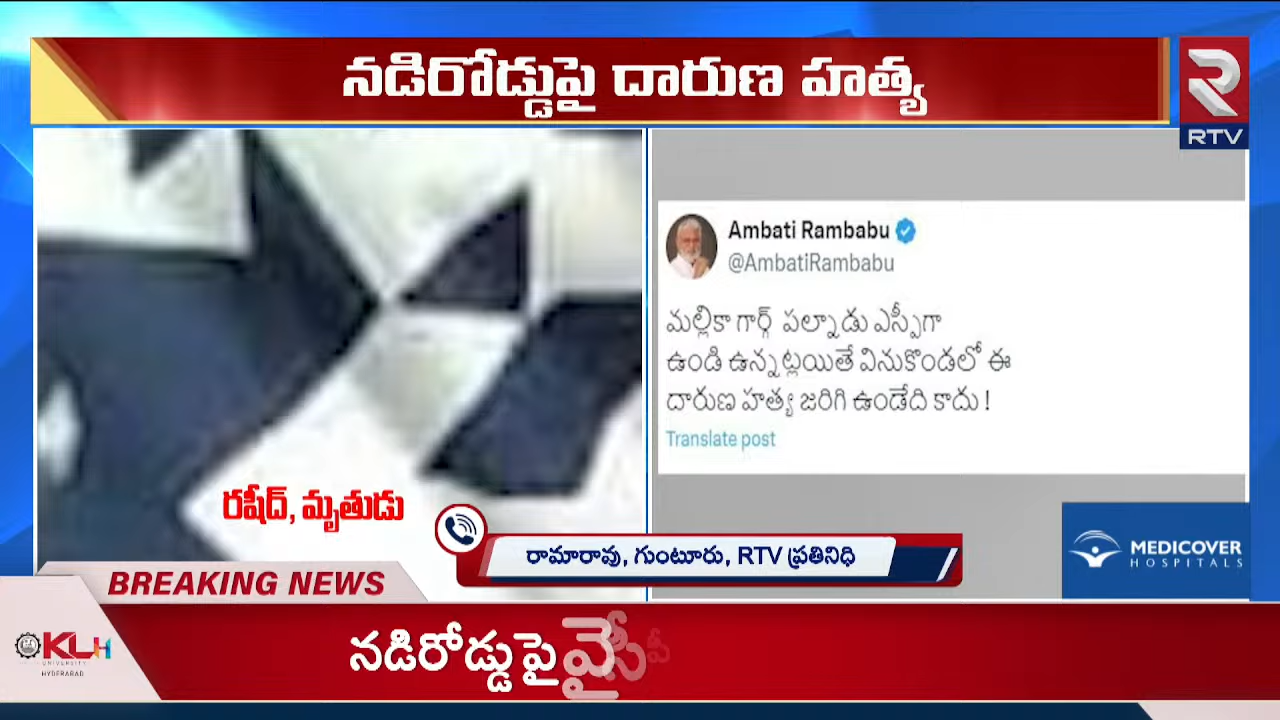 నడిరోడ్డుపై దారుణ హత్య
RTV
Ambati Rambabu
@AmbatiRambabu
మల్లికా గార్గ్ పల్నాడు ఎస్పీగా
ఉండి ఉన్నట్లయితే వినుకొండలో ఈ
దారుణ హత్య జరిగి ఉండేది కాదు !
Translate post
రషీద్, మృతుడు
రామారావు, గుంటూరు, RTV ప్రతినిధి
MEDICOVER
HOSPITALS
BREAKING NEWS
నడిరోడ్డుపై వైసీపీ
KLH
UNIVERSITY
HYDERABAD